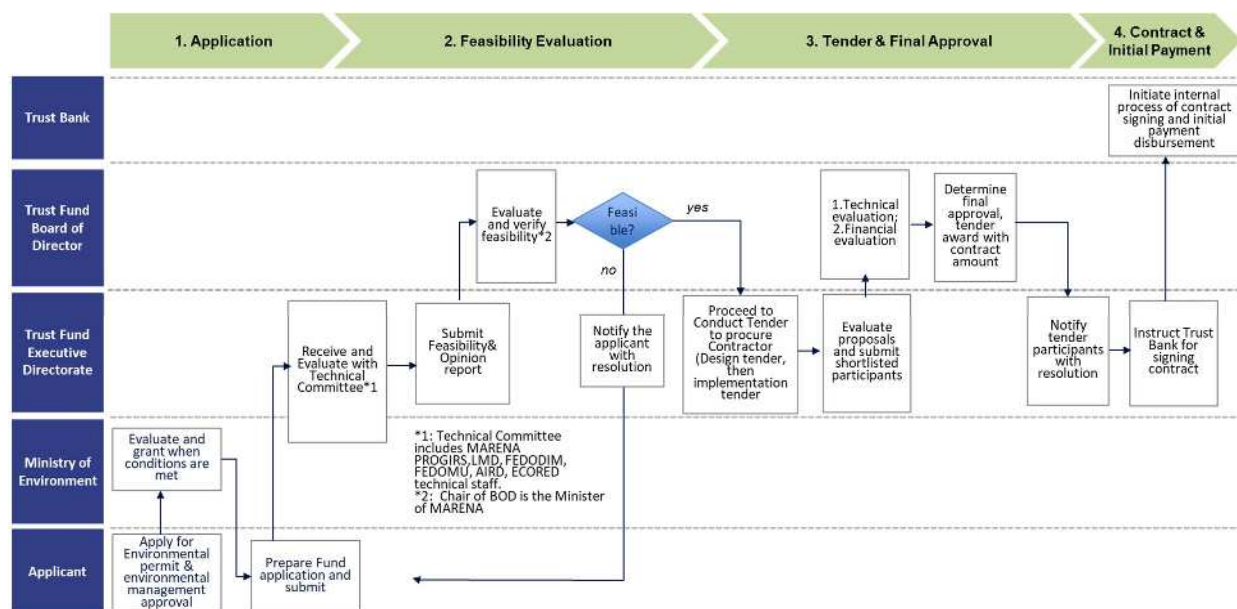 1. Application
2. Feasibility Evaluation
3. Tender & Final Approval
4. Contract &
Initial Payment
Trust Bank
Initiate internal
process of contract
signing and initial
payment
disbursement
Trust Fund
Board of
Director
Evaluate
and verify
feasibility*2
Feasi
ble?
yes
no
1.Technical
evaluation;
2.Financial
evaluation
Determine
final
approval,
tender
award with
contract
amount
Trust Fund
Executive
Directorate
Receive and
Evaluate with
Technical
Committee*1
Submit
Feasibility&
Opinion
report
Notify the
applicant
with
resolution
Proceed to
Conduct Tender
to procure
Contractor
(Design tender,
then
implementation
tender
Evaluate
proposals
and submit
shortlisted
participants
Notify
tender
participants
with
resolution
Instruct Trust
Bank for
signing
contract
Ministry of
Environment
Evaluate and
grant when
conditions are
met
*1: Technical Committee
includes MARENA
PROGIRS,LMD, FEDODIM,
FEDOMU, AIRD, ECORED
technical staff.
*2: Chair of BOD is the Minister
of MARENA
Applicant
Apply for
Environmental
permit &
environmental
management
approval
Prepare Fund
application and
submit